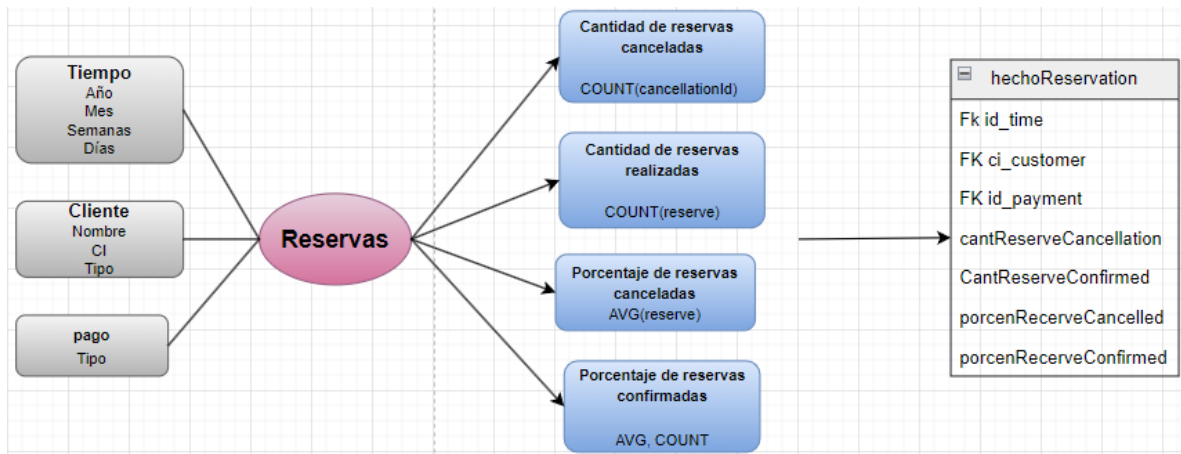 Tiempo
Año
Mes
Semanas
Días
Cliente
Nombre
CI
Tipo
pago
Tipo
Reservas
Cantidad de reservas
canceladas
COUNT(cancellationId)
Cantidad de reservas
realizadas
COUNT(reserve)
Porcentaje de reservas
canceladas
AVG(reserve)
Porcentaje de reservas
confirmadas
AVG, COUNT
hechoReservation
Fk id_time
FK ci_customer
FK id_payment
cantReserveCancellation
CantReserveConfirmed
porcenRecerveCancelled
porcenRecerveConfirmed